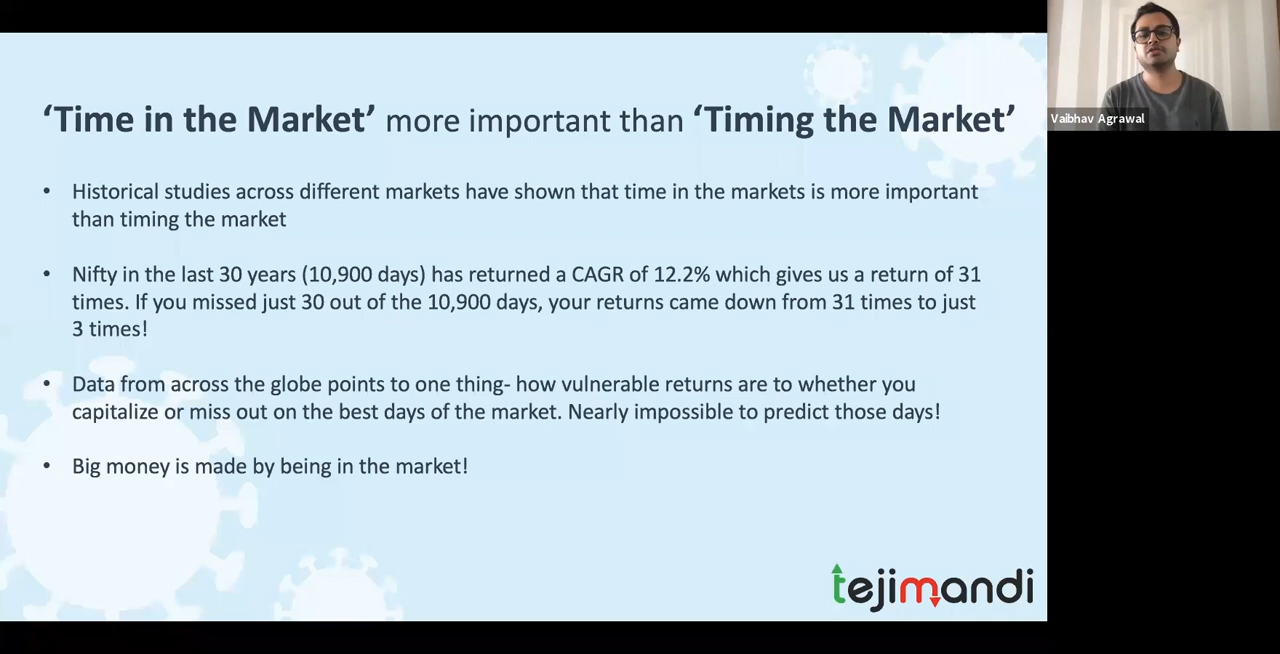 ‘Time in the Market’ more important than ‘Timing the Market’
• Historical studies across different markets have shown that time in the markets is more important
than timing the market
• Nifty in the last 30 years (10,900 days) has returned a CAGR of 12.2% which gives us a return of 31
times. If you missed just 30 out of the 10,900 days, your returns came down from 31 times to just
3 times!
• Data from across the globe points to one thing- how vulnerable returns are to whether you
capitalize or miss out on the best days of the market. Nearly impossible to predict those days!
• Big money is made by being in the market!
tejimandi
Vaibhav Agrawal